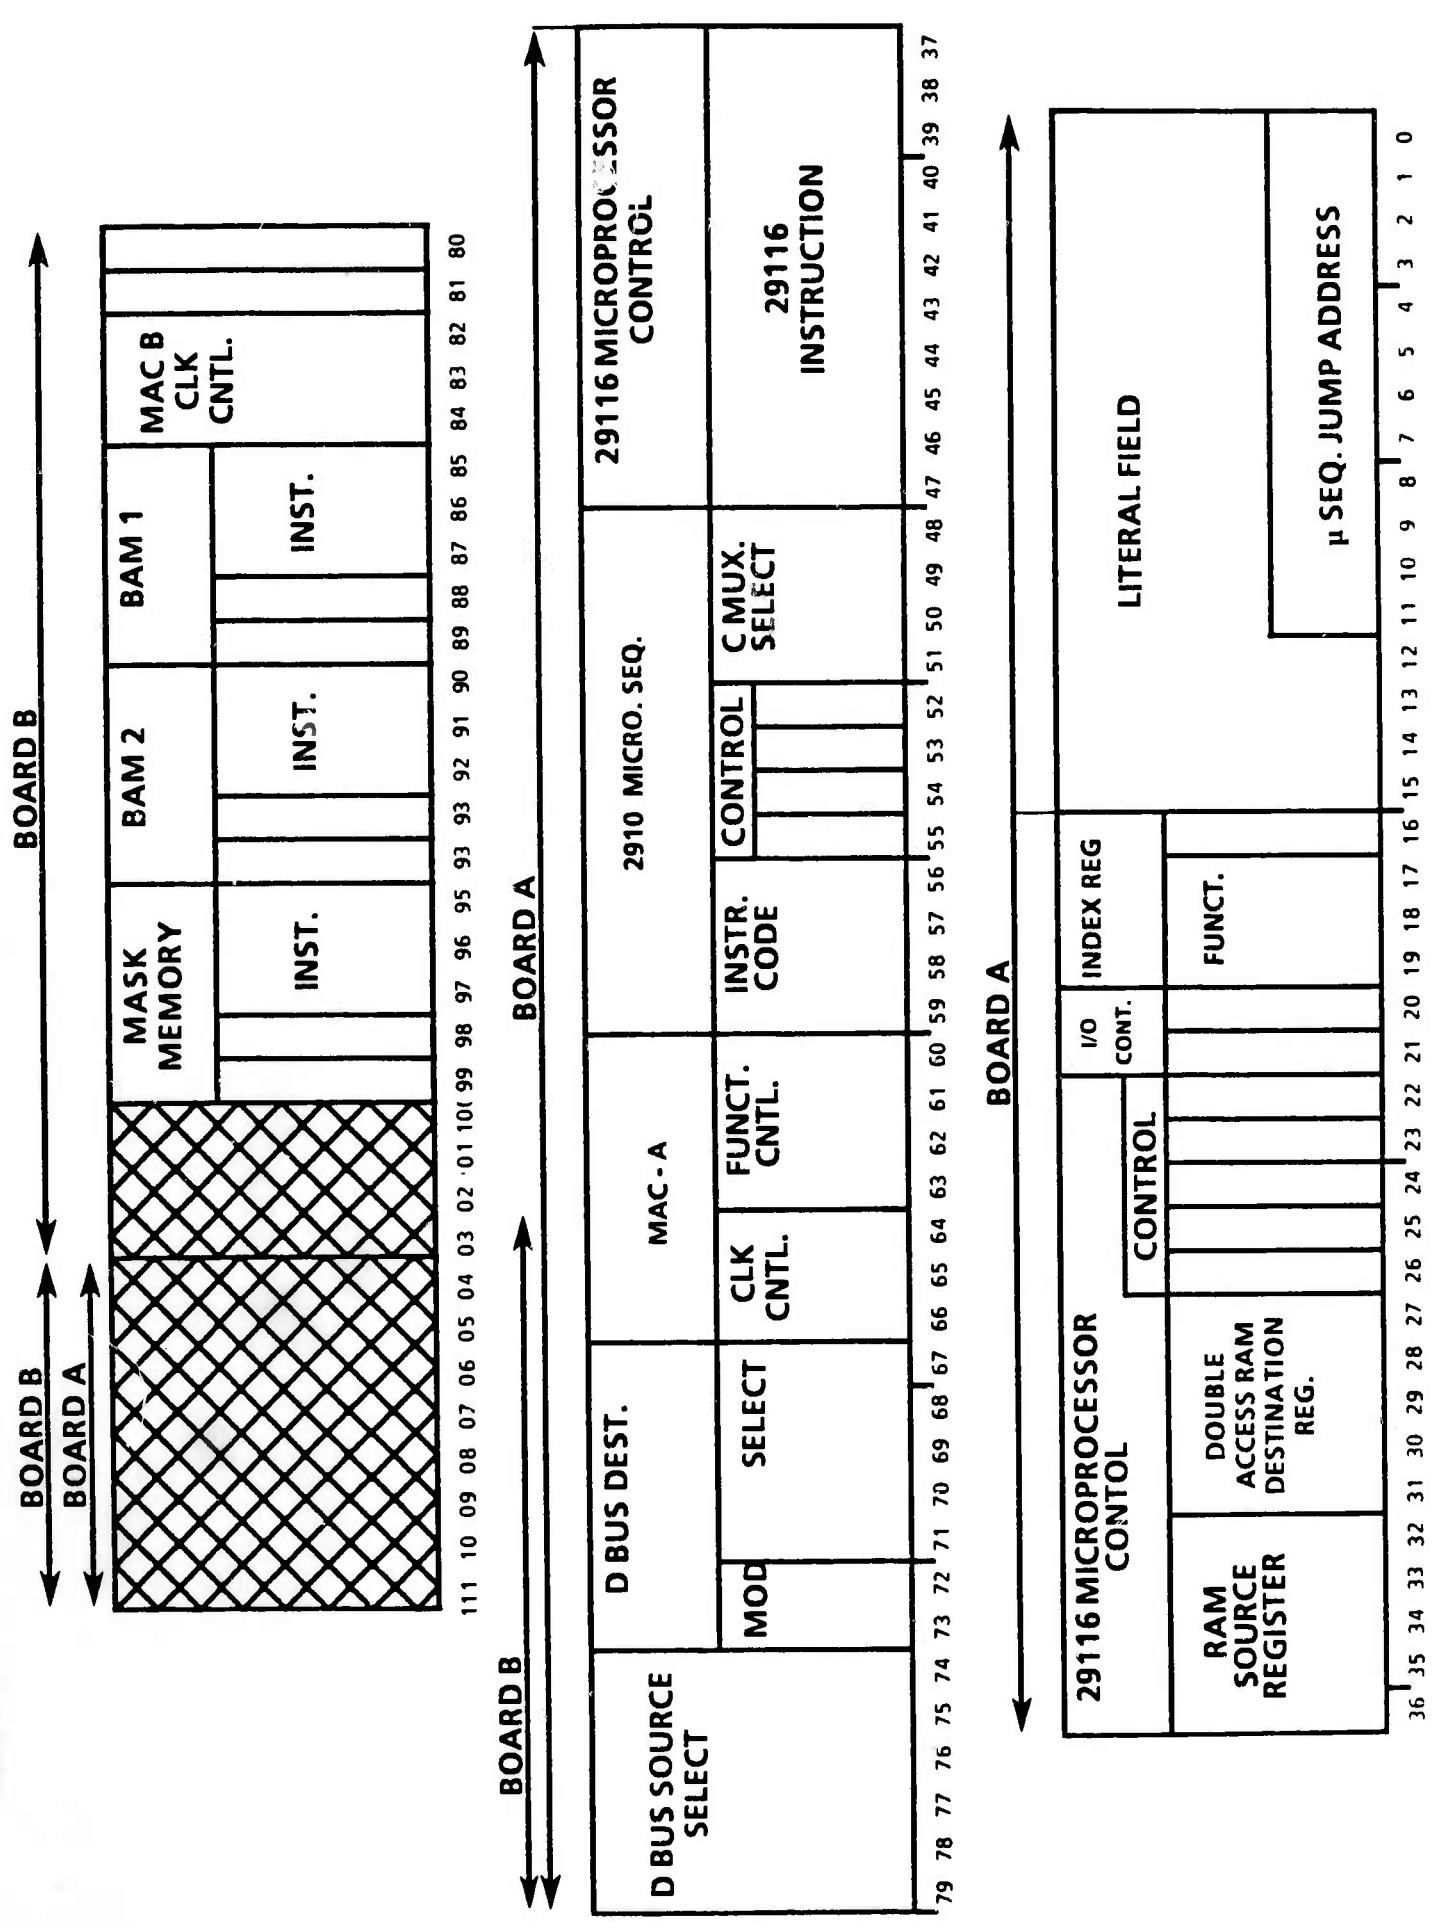 BOARD B
BOARD B
BOARD A
MASK
MEMORY
INST.
BAM 2
INST.
BAM 1
INST.
MAC B
CLK
CNTL.
111 10 09 08 07 06 05 04 03 02 01 10 99 98 97 96 95 93 93 92 91 90 89 88 87 86 85 84 83 82 81 80
BOARD B
BOARD A
D BUS SOURCE
SELECT
D BUS DEST.
MOD
SELECT
MAC - A
CLK
CNTL.
FUNCT.
CNTL.
2910 MICRO. SEQ.
INSTR.
CODE
CONTROL
C MUX.
SELECT
29116 MICROPROCESSOR
CONTROL
29116
INSTRUCTION
79 78 77 76 75 74 73 72 71 70 69 68 67 66 65 64 63 62 61 60 59 58 57 56 55 54 53 52 51 50 49 48 47 46 45 44 43 42 41 40 39 38 37
BOARD A
29116 MICROPROCESSOR
CONTOL
RAM
SOURCE
REGISTER
DOUBLE
ACCESS RAM
DESTINATION
REG.
CONTROL
I/O
CONT.
INDEX REG
FUNCT.
LITERAL FIELD
µ SEQ. JUMP ADDRESS
36 35 34 33 32 31 30 29 28 27 26 25 24 23 22 21 20 19 18 17 16 15 14 13 12 11 10 9 8 7 6 5 4 3 2 1 0